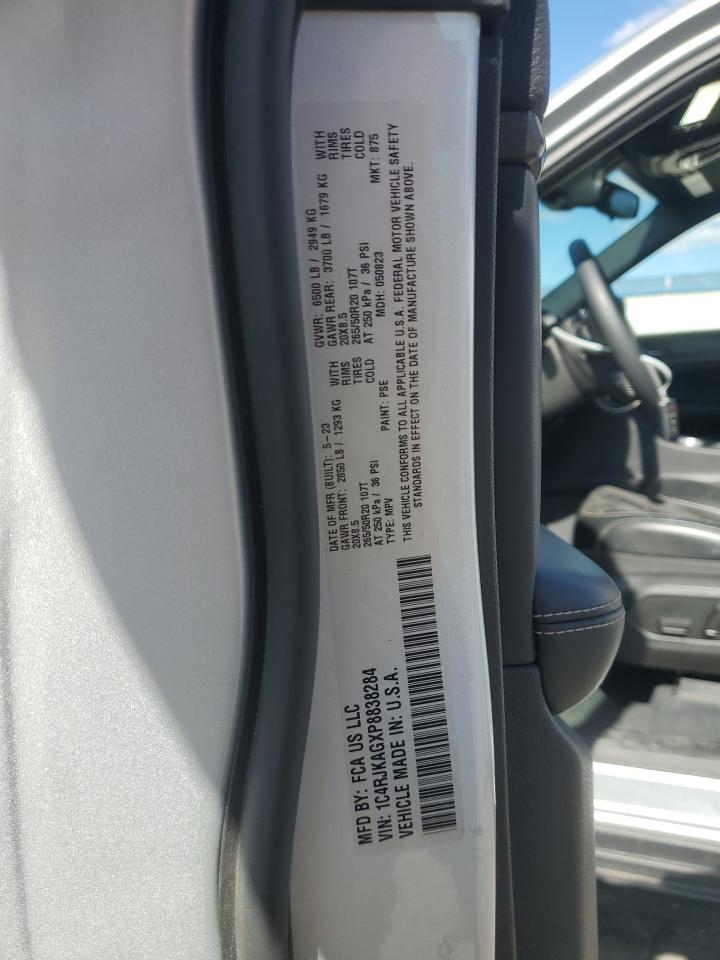 MFD BY: FCA US LLC
VIN: 1C4RJKAGXP8838284
VEHICLE MADE IN: U.S.A.
DATE OF MFR (BUILT): 5-23
GAWR FRONT: 2850 LB / 1293 KG WITH
20X8.5 RIMS
265/50R20 107T TIRES
AT 250 kPa / 36 PSI COLD
TYPE: MPV PAINT: PSE
GVWR: 6500 LB / 2949 KG
GAWR REAR: 3700 LB / 1679 KG WITH
20X8.5 RIMS
265/50R20 107T TIRES
AT 250 kPa / 36 PSI COLD
MDH: 050823 MKT: 875
THIS VEHICLE CONFORMS TO ALL APPLICABLE U.S.A. FEDERAL MOTOR VEHICLE SAFETY
STANDARDS IN EFFECT ON THE DATE OF MANUFACTURE SHOWN ABOVE.